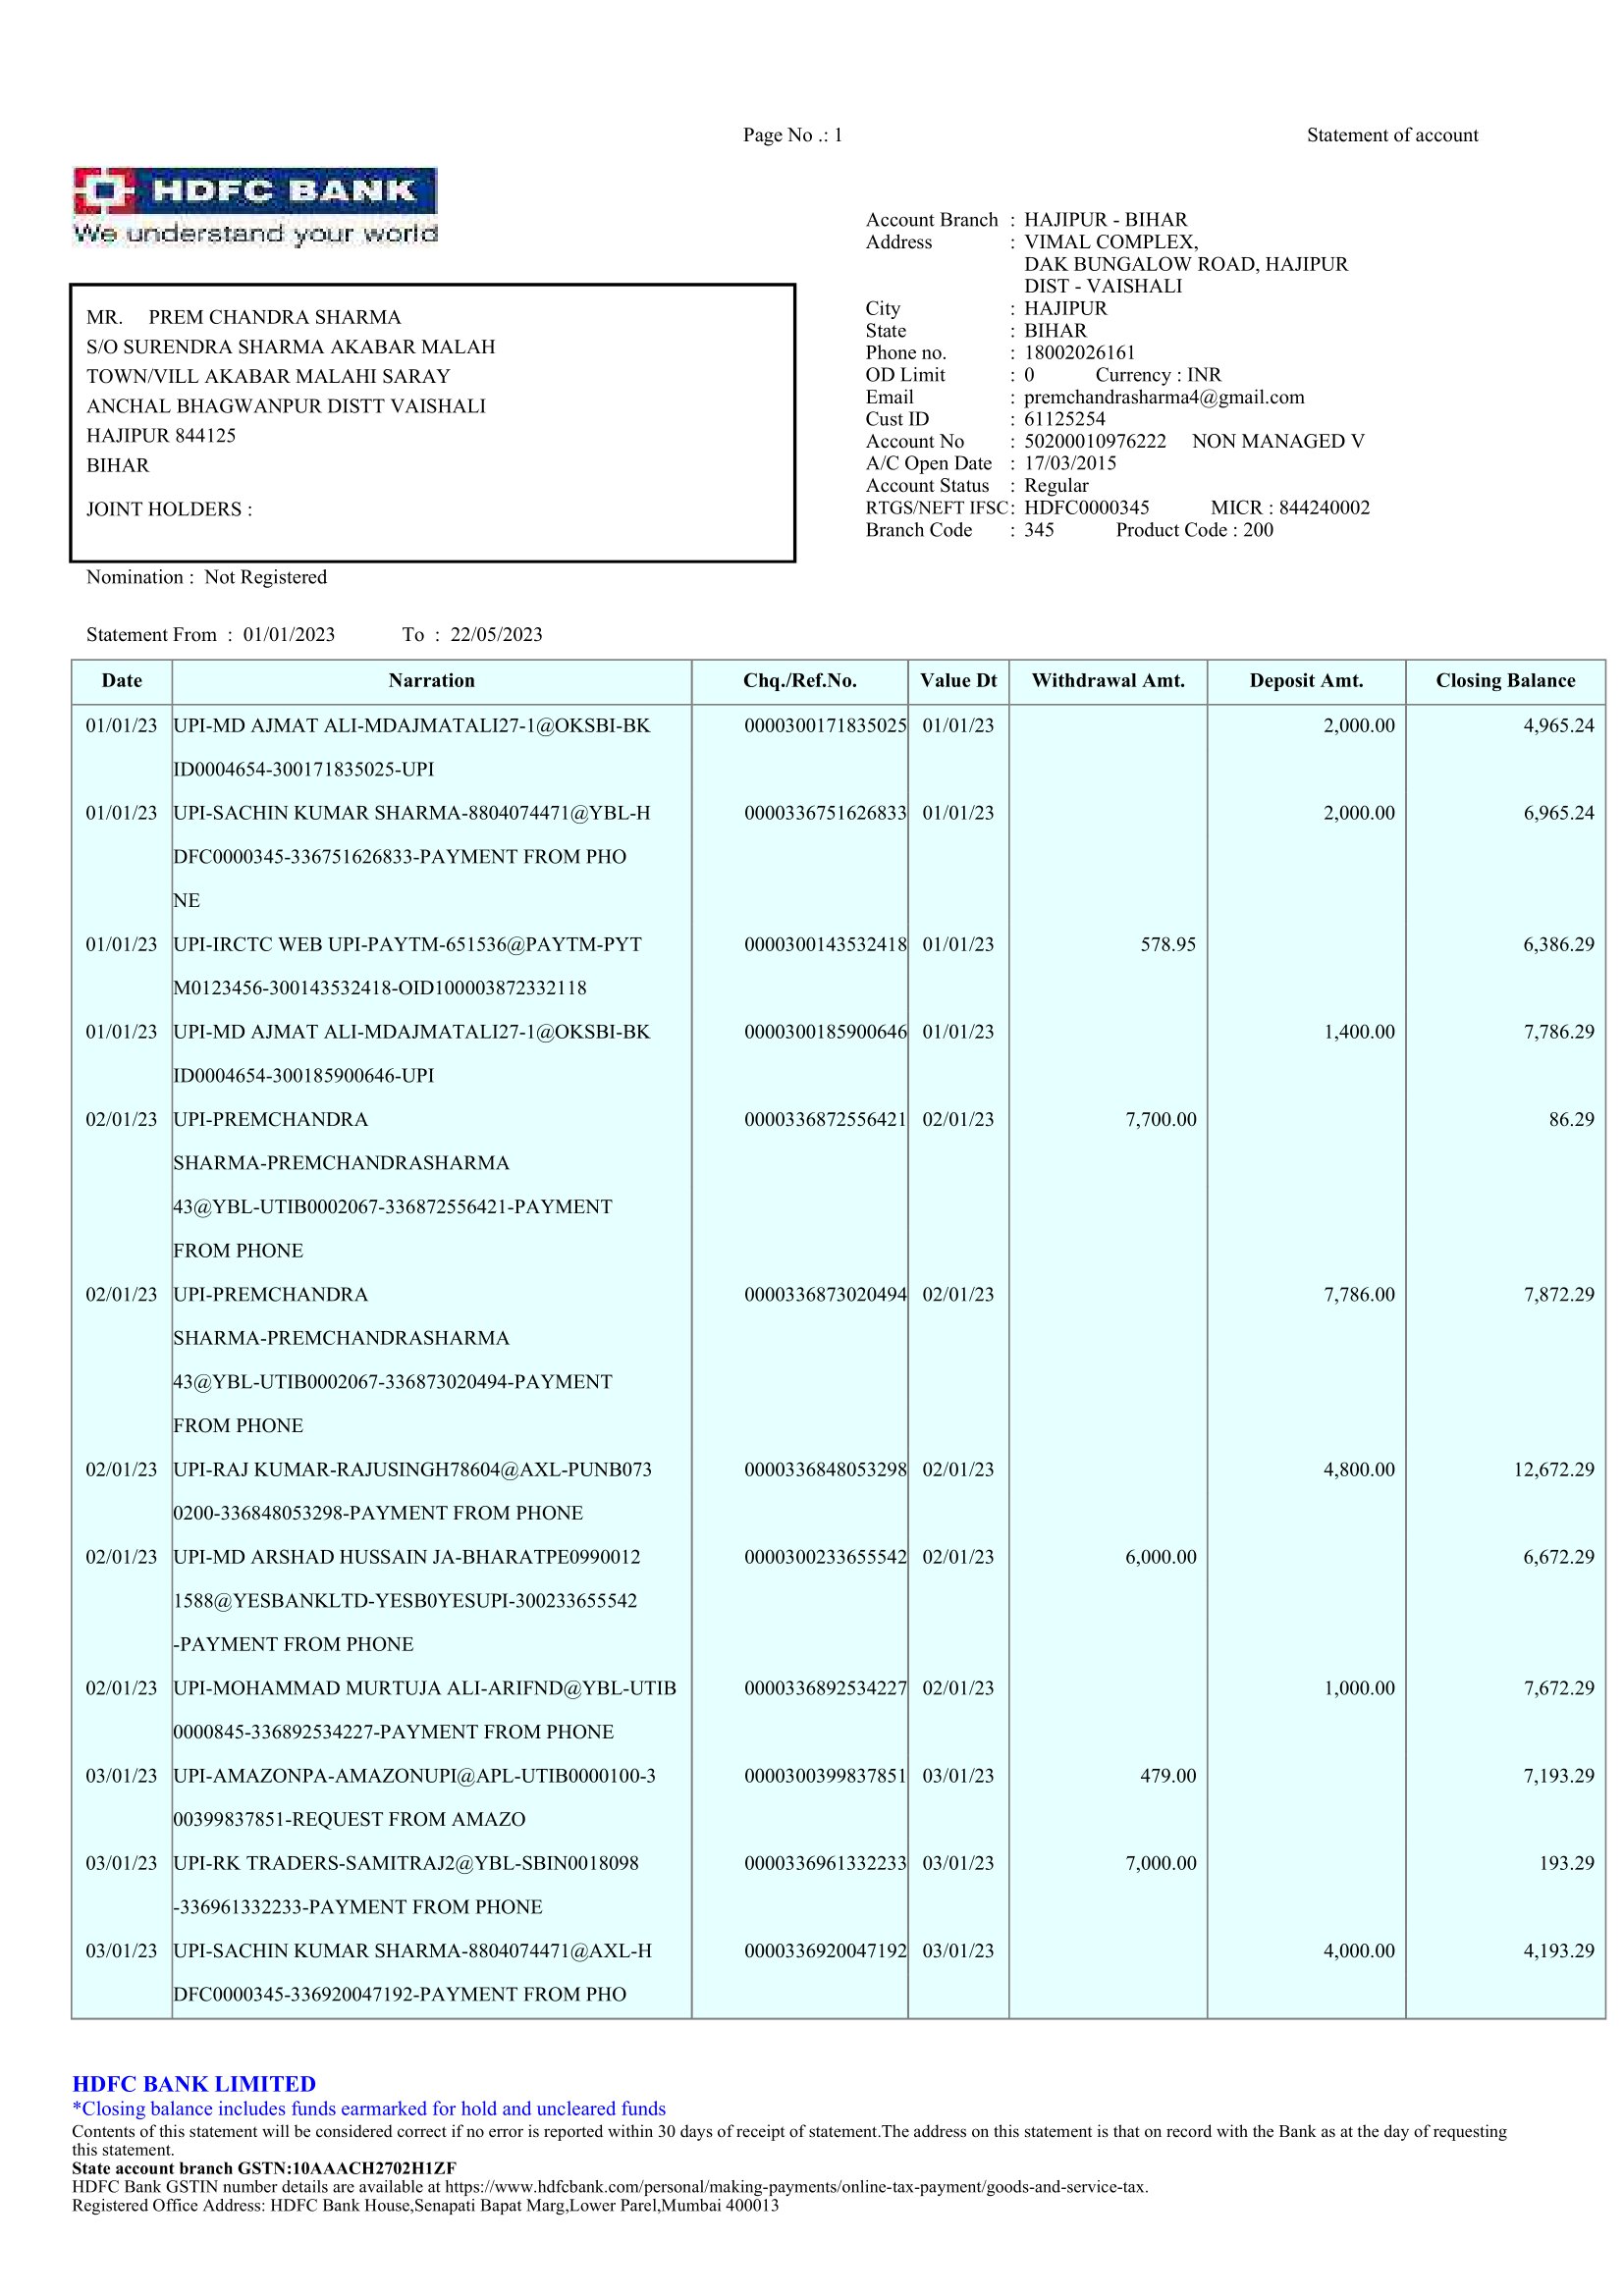 Page No .: 1 Statement of account
HDFC BANK
We understand your world
MR. PREM CHANDRA SHARMA
S/O SURENDRA SHARMA AKABAR MALAH
TOWN/VILL AKABAR MALAHI SARAY
ANCHAL BHAGWANPUR DISTT VAISHALI
HAJIPUR 844125
BIHAR
JOINT HOLDERS :
Account Branch : HAJIPUR - BIHAR
Address : VIMAL COMPLEX,
DAK BUNGALOW ROAD, HAJIPUR
DIST - VAISHALI
City : HAJIPUR
State : BIHAR
Phone no. : 18002026161
OD Limit : 0 Currency : INR
Email : premchandrasharma4@gmail.com
Cust ID : 61125254
Account No : 50200010976222 NON MANAGED V
A/C Open Date : 17/03/2015
Account Status : Regular
RTGS/NEFT IFSC : HDFC0000345 MICR : 844240002
Branch Code : 345 Product Code : 200
Nomination : Not Registered
Statement From : 01/01/2023 To : 22/05/2023
Date Narration Chq./Ref.No. Value Dt Withdrawal Amt. Deposit Amt. Closing Balance
01/01/23 UPI-MD AJMAT ALI-MDAJMATALI27-1@OKSBI-BK 0000300171835025 01/01/23 2,000.00 4,965.24
ID0004654-300171835025-UPI
01/01/23 UPI-SACHIN KUMAR SHARMA-8804074471@YBL-H 0000336751626833 01/01/23 2,000.00 6,965.24
DFC0000345-336751626833-PAYMENT FROM PHO
NE
01/01/23 UPI-IRCTC WEB UPI-PAYTM-651536@PAYTM-PYT 0000300143532418 01/01/23 578.95 6,386.29
M0123456-300143532418-OID100003872332118
01/01/23 UPI-MD AJMAT ALI-MDAJMATALI27-1@OKSBI-BK 0000300185900646 01/01/23 1,400.00 7,786.29
ID0004654-300185900646-UPI
02/01/23 UPI-PREMCHANDRA 0000336872556421 02/01/23 7,700.00 86.29
SHARMA-PREMCHANDRASHARMA
43@YBL-UTIB0002067-336872556421-PAYMENT
FROM PHONE
02/01/23 UPI-PREMCHANDRA 0000336873020494 02/01/23 7,786.00 7,872.29
SHARMA-PREMCHANDRASHARMA
43@YBL-UTIB0002067-336873020494-PAYMENT
FROM PHONE
02/01/23 UPI-RAJ KUMAR-RAJUSINGH78604@AXL-PUNB073 0000336848053298 02/01/23 4,800.00 12,672.29
0200-336848053298-PAYMENT FROM PHONE
02/01/23 UPI-MD ARSHAD HUSSAIN JA-BHARATPE0990012 0000300233655542 02/01/23 6,000.00 6,672.29
1588@YESBANKLTD-YESB0YESUPI-300233655542
-PAYMENT FROM PHONE
02/01/23 UPI-MOHAMMAD MURTUJA ALI-ARIFND@YBL-UTIB 0000336892534227 02/01/23 1,000.00 7,672.29
0000845-336892534227-PAYMENT FROM PHONE
03/01/23 UPI-AMAZONPA-AMAZONUPI@APL-UTIB0000100-3 0000300399837851 03/01/23 479.00 7,193.29
00399837851-REQUEST FROM AMAZO
03/01/23 UPI-RK TRADERS-SAMITRAJ2@YBL-SBIN0018098 0000336961332233 03/01/23 7,000.00 193.29
-336961332233-PAYMENT FROM PHONE
03/01/23 UPI-SACHIN KUMAR SHARMA-8804074471@AXL-H 0000336920047192 03/01/23 4,000.00 4,193.29
DFC0000345-336920047192-PAYMENT FROM PHO
HDFC BANK LIMITED
*Closing balance includes funds earmarked for hold and uncleared funds
Contents of this statement will be considered correct if no error is reported within 30 days of receipt of statement.The address on this statement is that on record with the Bank as at the day of requesting
this statement.
State account branch GSTN:10AAACH2702H1ZF
HDFC Bank GSTIN number details are available at https://www.hdfcbank.com/personal/making-payments/online-tax-payment/goods-and-service-tax.
Registered Office Address: HDFC Bank House,Senapati Bapat Marg,Lower Parel,Mumbai 400013